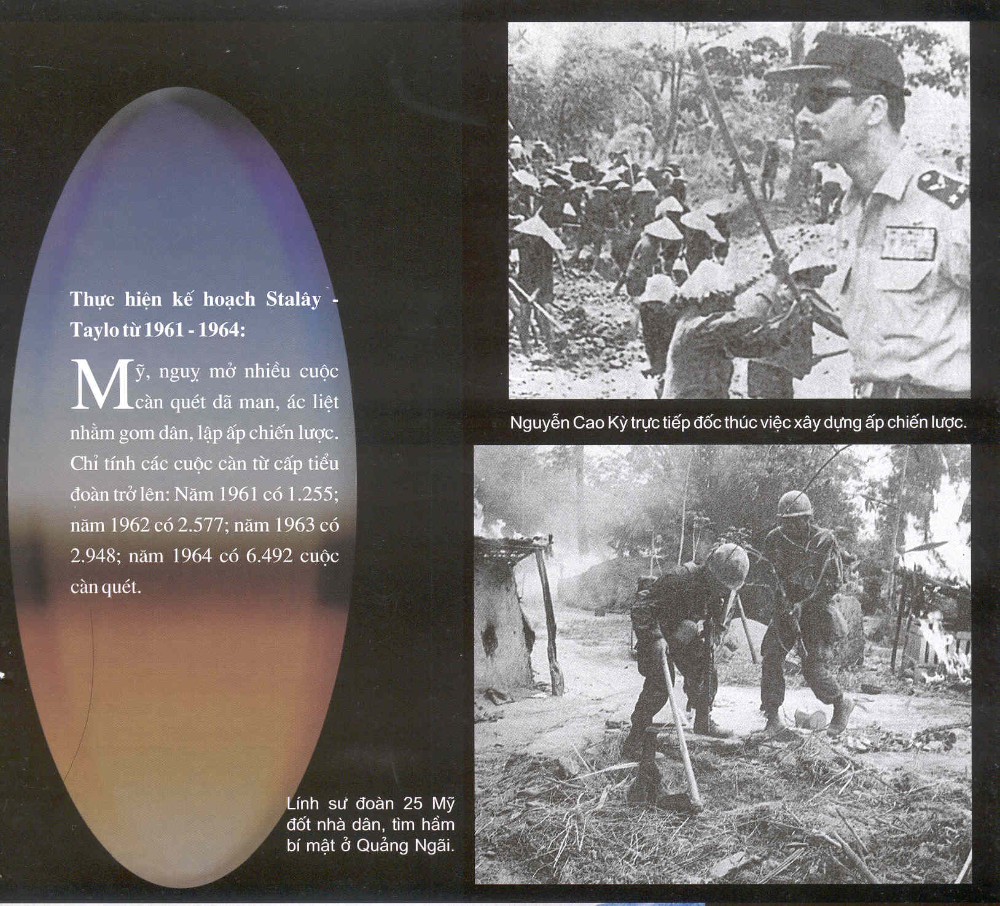 Thực hiện kế hoạch Stalây -
Taylo từ 1961 - 1964:
Mỹ, nguỵ mở nhiều cuộc
càn quét dã man, ác liệt
nhằm gom dân, lập ấp chiến lược.
Chỉ tính các cuộc càn từ cấp tiểu
đoàn trở lên: Năm 1961 có 1.255;
năm 1962 có 2.577; năm 1963 có
2.948; năm 1964 có 6.492 cuộc
càn quét.
Nguyễn Cao Kỳ trực tiếp đốc thúc việc xây dựng ấp chiến lược.
Lính sư đoàn 25 Mỹ
đốt nhà dân, tìm hầm
bí mật ở Quảng Ngãi.